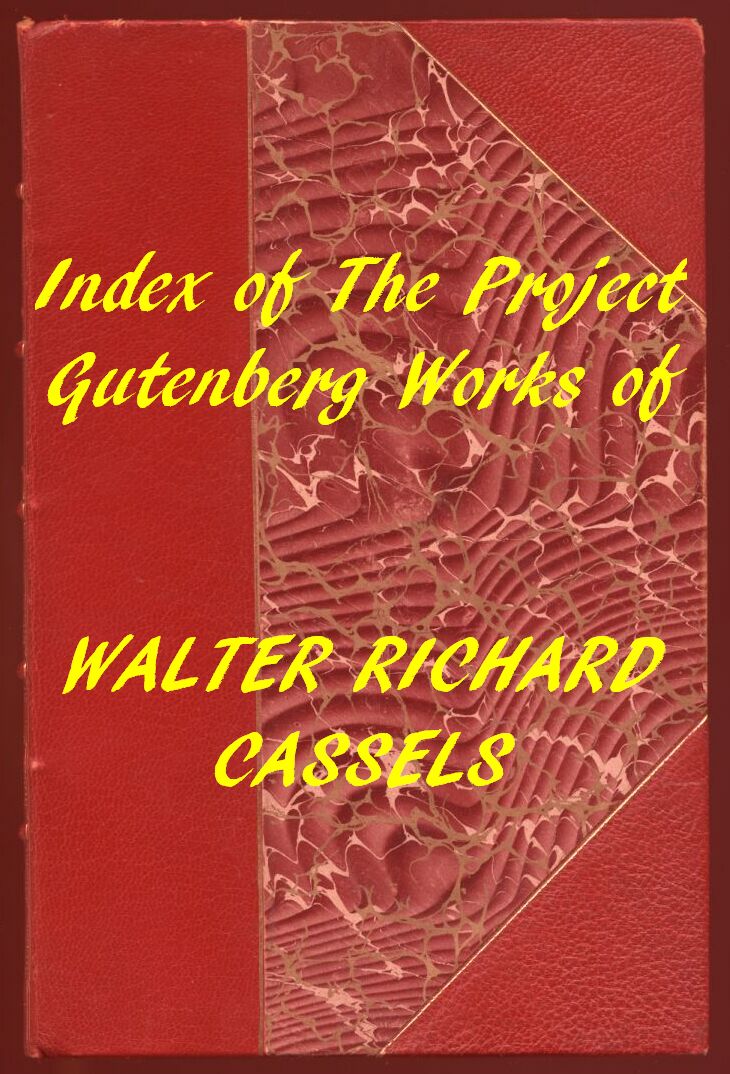 Index of The Project
Gutenberg Works of
WALTER RICHARD
CASSELS